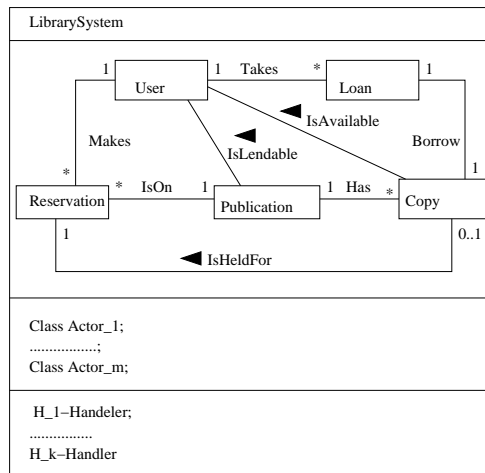 LibrarySystem
1 1 Takes * 1
User Loan
IsAvailable
Makes IsLendable Borrow
* * IsOn 1 1 Has * 1
Reservation Publication Copy
1 0..1
IsHeldFor
Class Actor_1;
.................;
Class Actor_m;
H_1–Handeler;
................
H_k–Handler